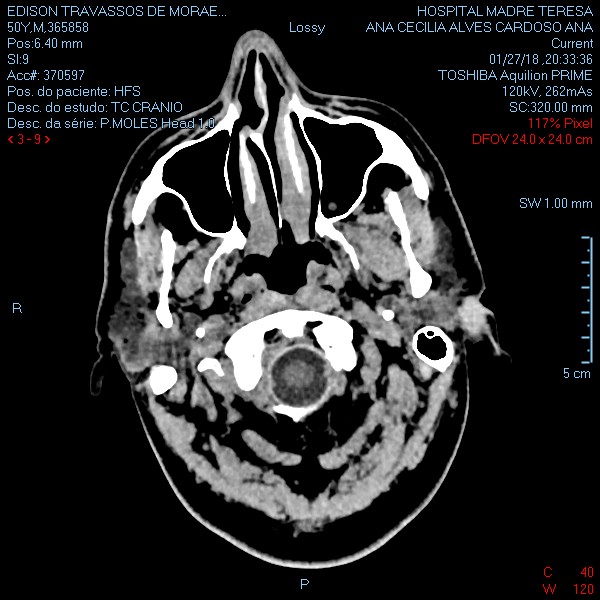 EDISON TRAVASSOS DE MORAE...
50Y,M,365858
Pos:6.40 mm
SI:9
Acc#: 370597
Pos. do paciente: HFS
Desc. do estudo: TC CRANIO
Desc. da série: P.MOLES Head 1.0
< 3 - 9 >
Lossy
HOSPITAL MADRE TERESA
ANA CECILIA ALVES CARDOSO ANA
Current
01/27/18 ,20:33:36
TOSHIBA Aquilion PRIME
120kV, 262mAs
SC:320.00 mm
117% Pixel
DFOV 24.0 x 24.0 cm
SW 1.00 mm
R
5 cm
P
C 40
W 120